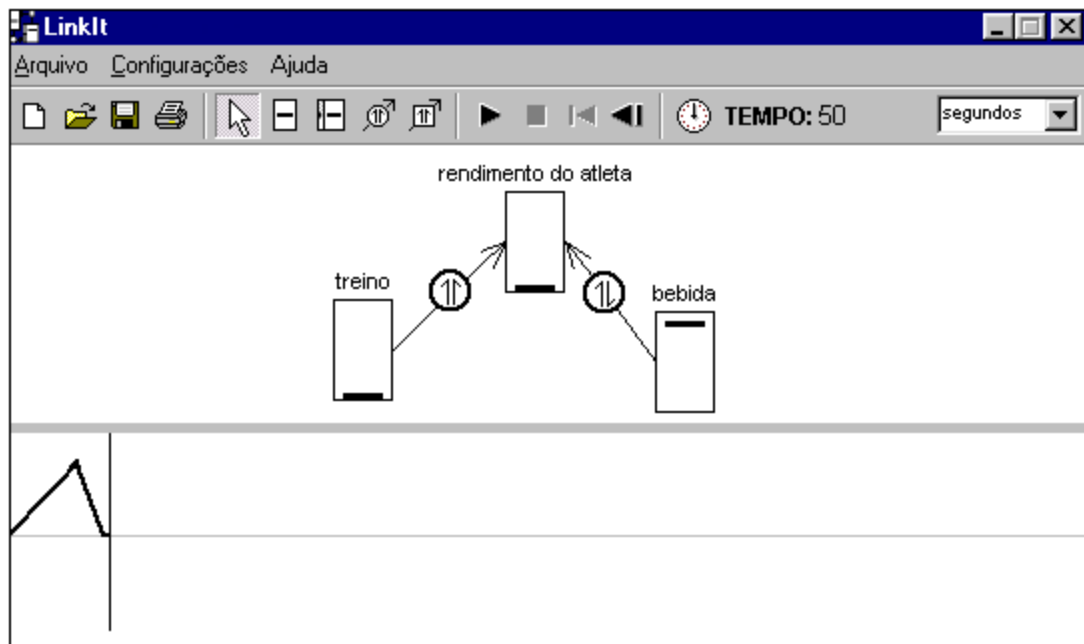 LinkIt
Arquivo Configurações Ajuda
TEMPO: 50 segundos
rendimento do atleta
treino
bebida